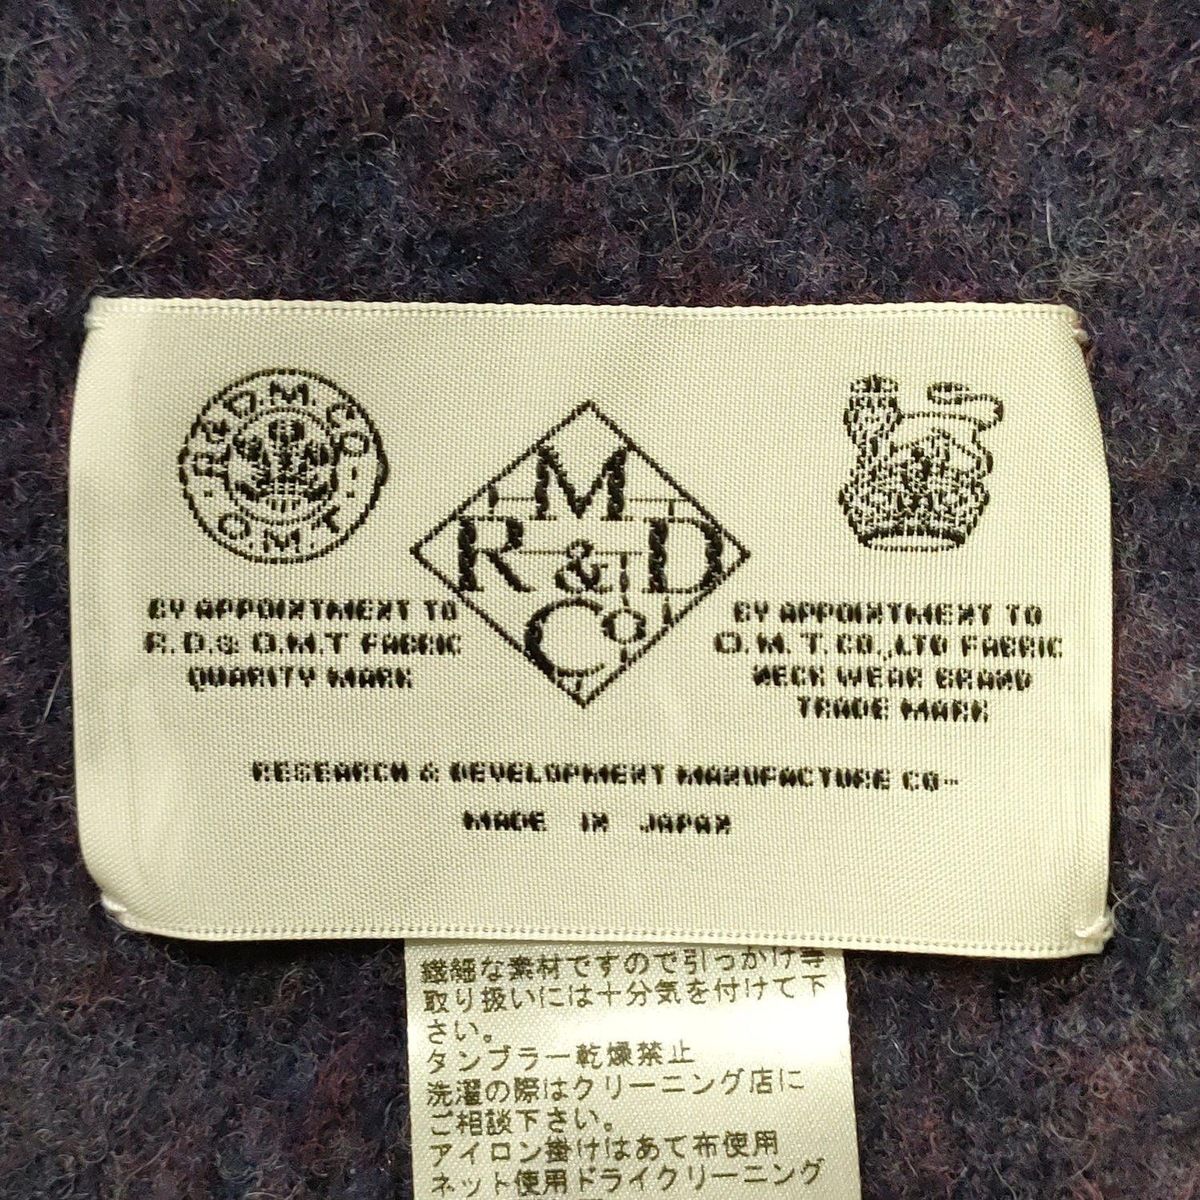 R.&D.M.CO-
O.M.T.
M
R & D
Co
BY APPOINTMENT TO
R.D.& O.M.T FABRIC
QUARITY MARK
BY APPOINTMENT TO
O.M.T.CO.,LTD FABRIC
NECK WEAR BRAND
TRADE MARK
RESEARCH & DEVELOPMENT MANUFACTURE CO-
MADE IN JAPAN
繊細な素材ですので引っかけ等
取り扱いには十分気を付けて下
さい。
タンブラー乾燥禁止
洗濯の際はクリーニング店に
ご相談下さい。
アイロン掛けはあて布使用
ネット使用ドライクリーニング